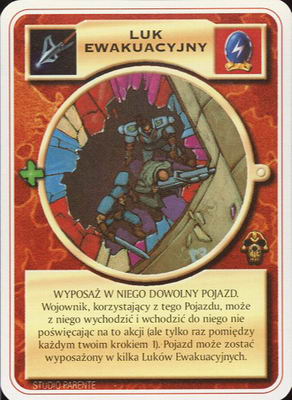 LUK
EWAKUACYJNY
WYPOSAŻ W NIEGO DOWOLNY POJAZD.
Wojownik, korzystający z tego Pojazdu, może
z niego wychodzić i wchodzić do niego nie
poświęcając na to akcji (ale tylko raz pomiędzy
każdym twoim krokiem 1). Pojazd może zostać
wyposażony w kilka Luków Ewakuacyjnych.
STUDIO PARENTE